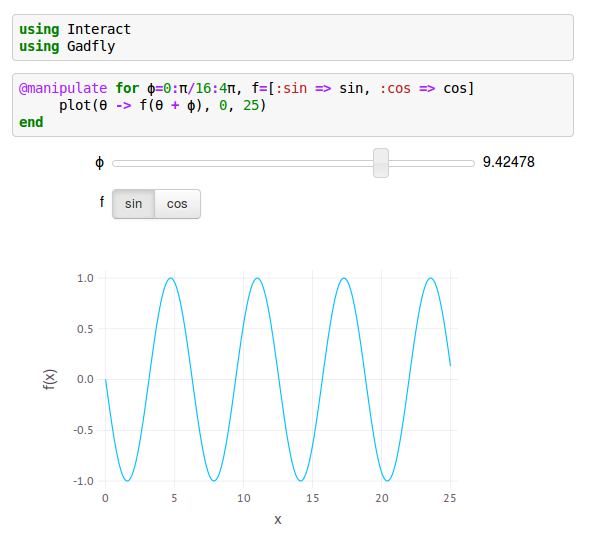 using Interact
using Gadfly
@manipulate for ϕ=0:π/16:4π, f=[:sin => sin, :cos => cos]
plot(θ -> f(θ + ϕ), 0, 25)
end
ϕ 9.42478
f sin cos
1.0
0.5
0.0
-0.5
-1.0
f(x)
0 5 10 15 20 25
x